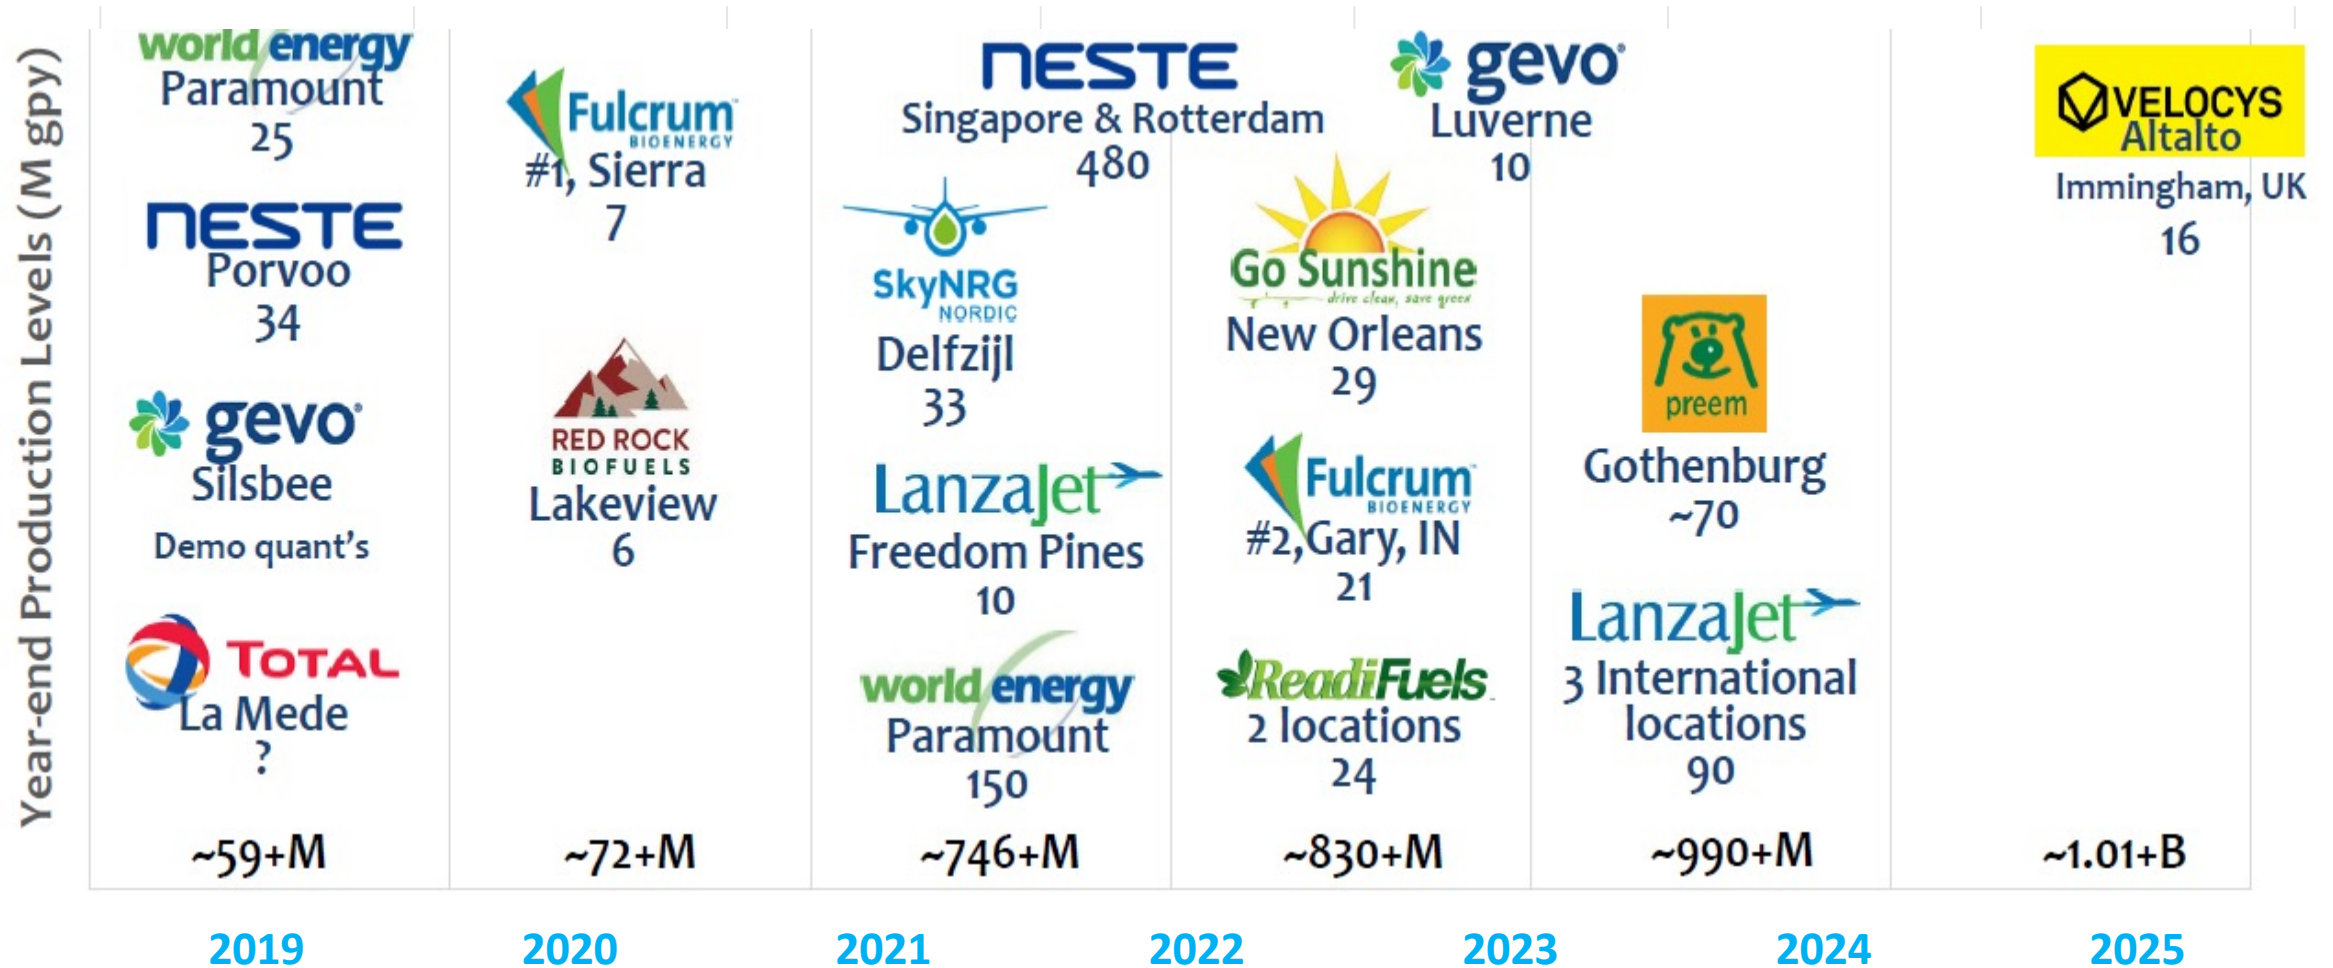 Year-end Production Levels (M gpy)
world energy
Paramount
25
NESTE
Porvoo
34
gevo
Silsbee
Demo quant's
TOTAL
La Mede
?
~59+M
Fulcrum™
BIOENERGY
#1, Sierra
7
RED ROCK
BIOFUELS
Lakeview
6
~72+M
NESTE
Singapore & Rotterdam
480
SkyNRG
NORDIC
Delfzijl
33
LanzaJet
Freedom Pines
10
world energy
Paramount
150
~746+M
gevo
Luverne
10
Go Sunshine
drive clean, save green
New Orleans
29
Fulcrum™
BIOENERGY
#2,Gary, IN
21
ReadiFuels
2 locations
24
~830+M
preem
Gothenburg
~70
LanzaJet
3 International
locations
90
~990+M
VELOCYS
Altalto
Immingham, UK
16
~1.01+B
2019
2020
2021
2022
2023
2024
2025